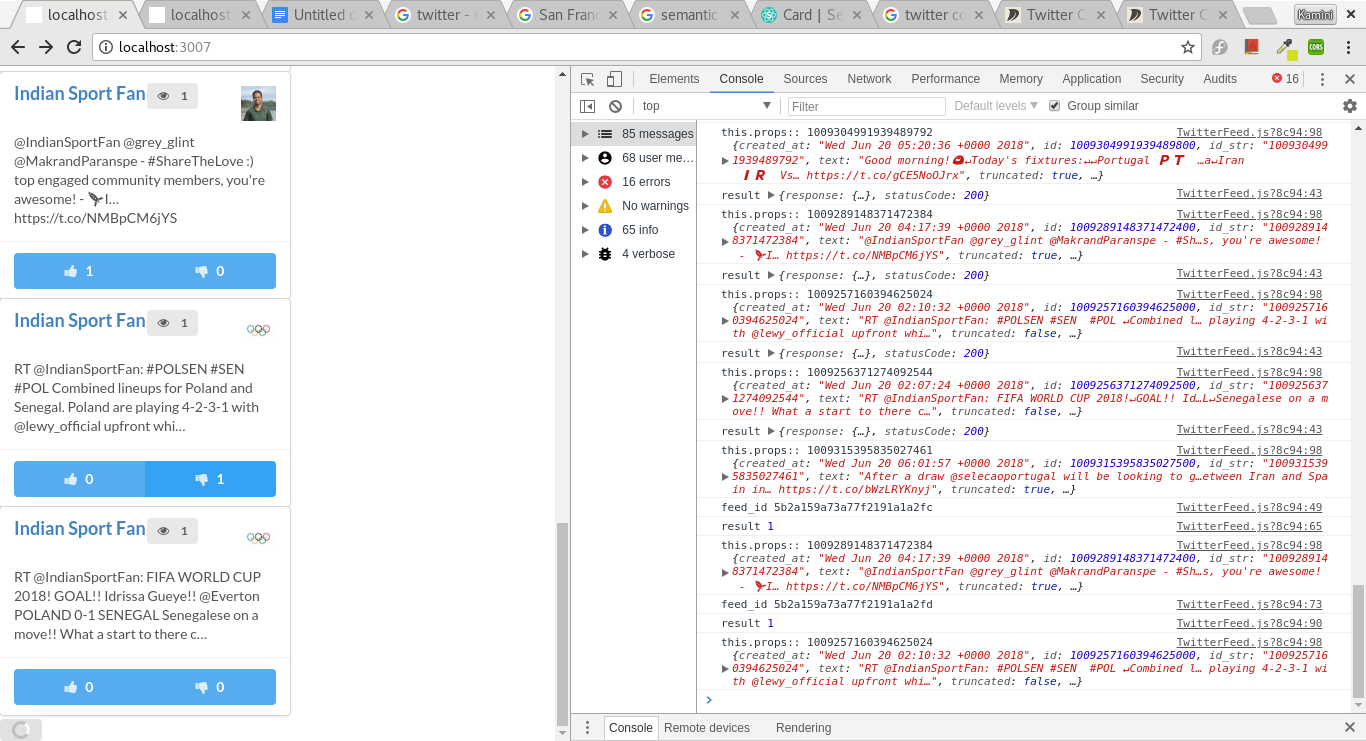 localhost:
localhost:
Untitled d
twitter - G
San Franc
semantic
Card | Se
twitter co
Twitter C
Twitter C
Kamini
localhost:3007
CORS
Indian Sport Fan 1
@IndianSportFan @grey_glint
@MakrandParanspe - #ShareTheLove :)
top engaged community members, you're
awesome! - I…
https://t.co/NMBpCM6jYS
1 0
Indian Sport Fan 1
RT @IndianSportFan: #POLSEN #SEN
#POL Combined lineups for Poland and
Senegal. Poland are playing 4-2-3-1 with
@lewy_official upfront whi…
0 1
Indian Sport Fan 1
RT @IndianSportFan: FIFA WORLD CUP
2018! GOAL!! Idrissa Gueye!! @Everton
POLAND 0-1 SENEGAL Senegalese on a
move!! What a start to there c…
0 0
Elements Console Sources Network Performance Memory Application Security Audits 16
top Filter Default levels Group similar
85 messages
68 user me…
16 errors
No warnings
65 info
4 verbose
this.props:: 1009304991939489792 TwitterFeed.js?8c94:98
{created_at: "Wed Jun 20 05:20:36 +0000 2018", id: 1009304991939489800, id_str: "100930499
1939489792", text: "Good morning!↵Today's fixtures:↵↵Portugal P T …a↵Iran
I R Vs… https://t.co/gCE5NoOJrx", truncated: true, …}
result {response: {…}, statusCode: 200} TwitterFeed.js?8c94:43
this.props:: 1009289148371472384 TwitterFeed.js?8c94:98
{created_at: "Wed Jun 20 04:17:39 +0000 2018", id: 1009289148371472400, id_str: "100928914
8371472384", text: "@IndianSportFan @grey_glint @MakrandParanspe - #Sh…s, you're awesome!
- I… https://t.co/NMBpCM6jYS", truncated: true, …}
result {response: {…}, statusCode: 200} TwitterFeed.js?8c94:43
this.props:: 1009257160394625024 TwitterFeed.js?8c94:98
{created_at: "Wed Jun 20 02:10:32 +0000 2018", id: 1009257160394625000, id_str: "100925716
0394625024", text: "RT @IndianSportFan: #POLSEN #SEN #POL ↵Combined l… playing 4-2-3-1 wi
th @lewy_official upfront whi…", truncated: false, …}
result {response: {…}, statusCode: 200} TwitterFeed.js?8c94:43
this.props:: 1009256371274092544 TwitterFeed.js?8c94:98
{created_at: "Wed Jun 20 02:07:24 +0000 2018", id: 1009256371274092500, id_str: "100925637
1274092544", text: "RT @IndianSportFan: FIFA WORLD CUP 2018!↵GOAL!! Id…L↵Senegalese on a m
ove!! What a start to there c…", truncated: false, …}
result {response: {…}, statusCode: 200} TwitterFeed.js?8c94:43
this.props:: 1009315395835027461 TwitterFeed.js?8c94:98
{created_at: "Wed Jun 20 06:01:57 +0000 2018", id: 1009315395835027500, id_str: "100931539
5835027461", text: "After a draw @selecaoportugal will be looking to g…etween Iran and Spa
in in… https://t.co/bWzLRYKnyj", truncated: true, …}
feed_id 5b2a159a73a77f2191a1a2fc TwitterFeed.js?8c94:49
result 1 TwitterFeed.js?8c94:65
this.props:: 1009289148371472384 TwitterFeed.js?8c94:98
{created_at: "Wed Jun 20 04:17:39 +0000 2018", id: 1009289148371472400, id_str: "100928914
8371472384", text: "@IndianSportFan @grey_glint @MakrandParanspe - #Sh…s, you're awesome!
- I… https://t.co/NMBpCM6jYS", truncated: true, …}
feed_id 5b2a159a73a77f2191a1a2fd TwitterFeed.js?8c94:73
result 1 TwitterFeed.js?8c94:90
this.props:: 1009257160394625024 TwitterFeed.js?8c94:98
{created_at: "Wed Jun 20 02:10:32 +0000 2018", id: 1009257160394625000, id_str: "100925716
0394625024", text: "RT @IndianSportFan: #POLSEN #SEN #POL ↵Combined l… playing 4-2-3-1 wi
th @lewy_official upfront whi…", truncated: false, …}
Console Remote devices Rendering